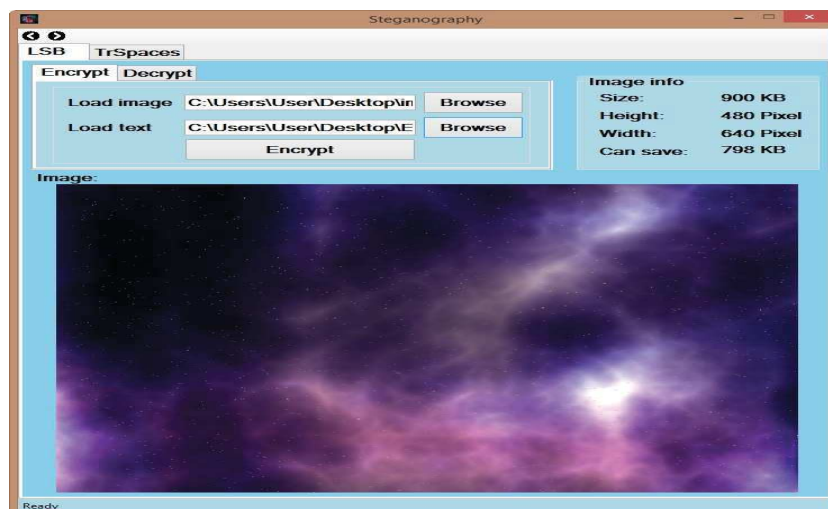 Steganography
LSB TrSpaces
Encrypt Decrypt
Load image C:\Users\User\Desktop\in Browse
Load text C:\Users\User\Desktop\E Browse
Encrypt
Image info
Size: 900 KB
Height: 480 Pixel
Width: 640 Pixel
Can save: 798 KB
Image:
Ready